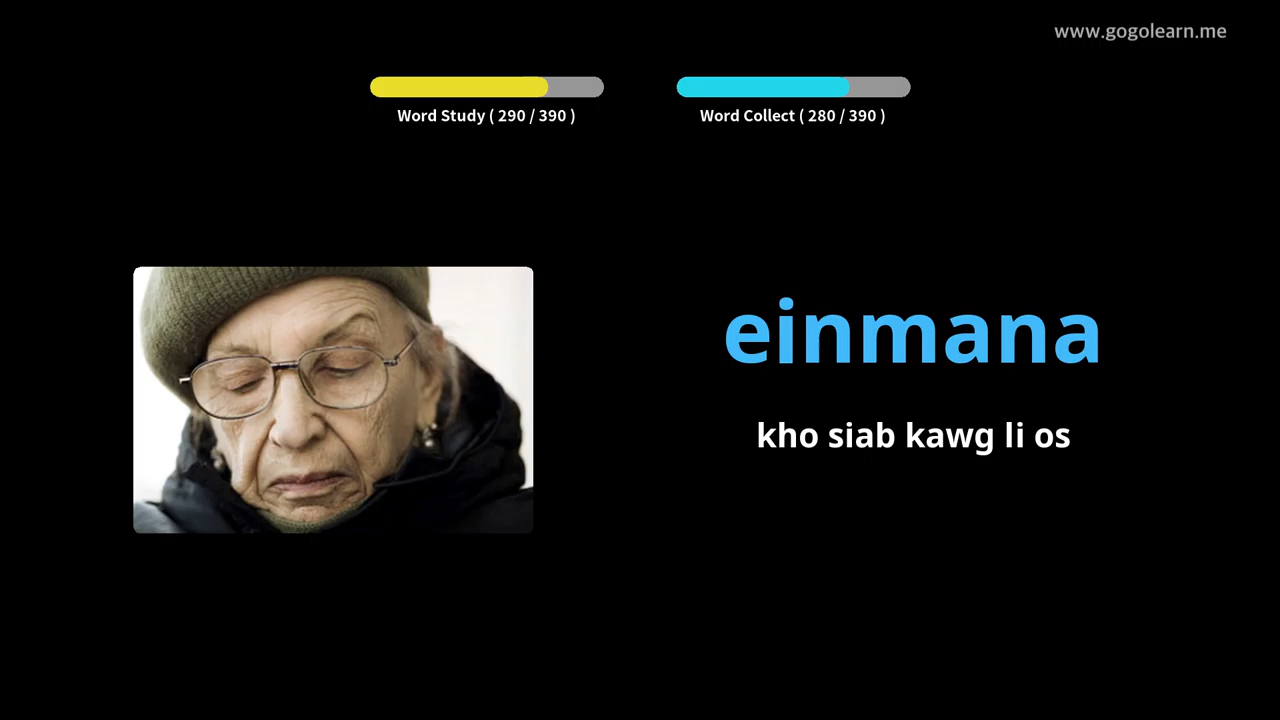 www.gogolearn.me
Word Study ( 290 / 390 )
Word Collect ( 280 / 390 )
einmana
kho siab kawg li os